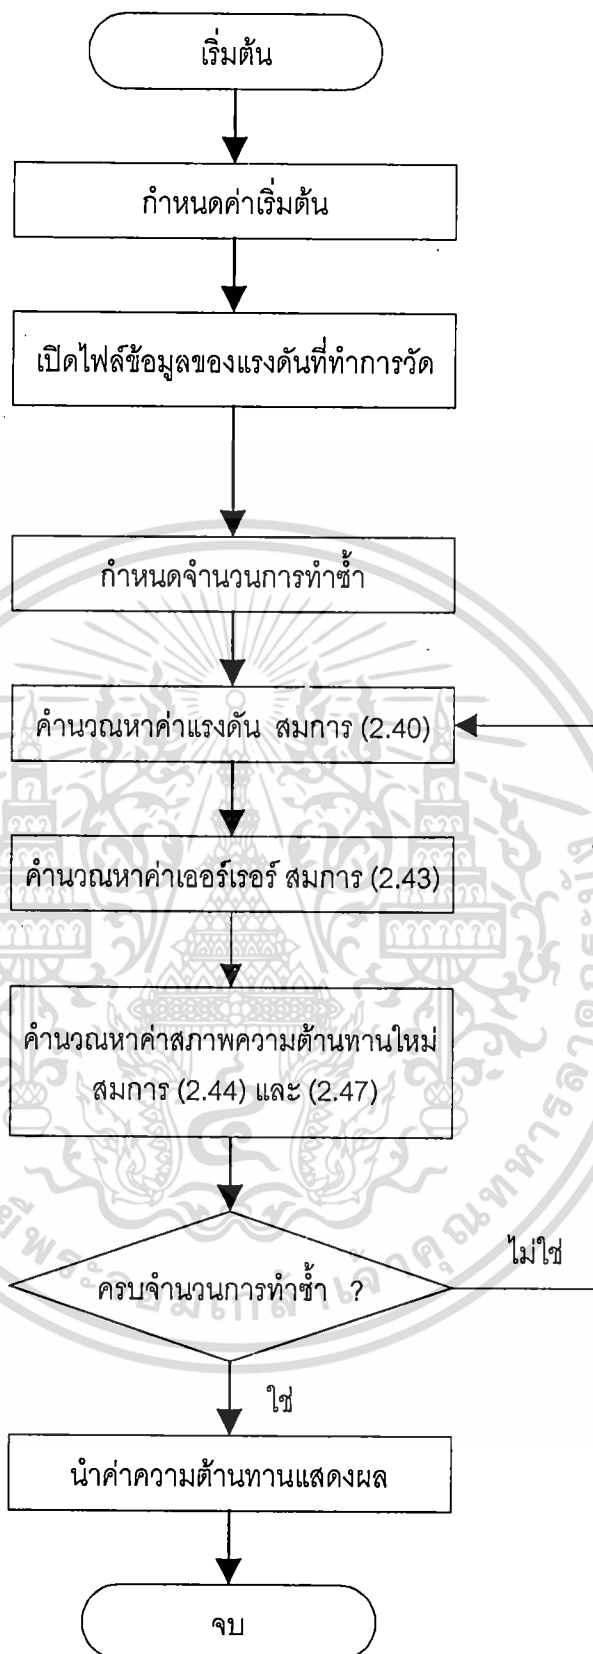 เริ่มต้น
กำหนดค่าเริ่มต้น
เปิดไฟล์ข้อมูลของแรงดันที่ทำการวัด
กำหนดจำนวนการทำซ้ำ
คำนวณหาค่าแรงดัน สมการ (2.40)
คำนวณหาค่าเออร์เรอร์ สมการ (2.43)
คำนวณหาค่าสภาพความต้านทานใหม่
สมการ (2.44) และ (2.47)
ครบจำนวนการทำซ้ำ ?
ไม่ใช่
ใช่
นำค่าความต้านทานแสดงผล
จบ